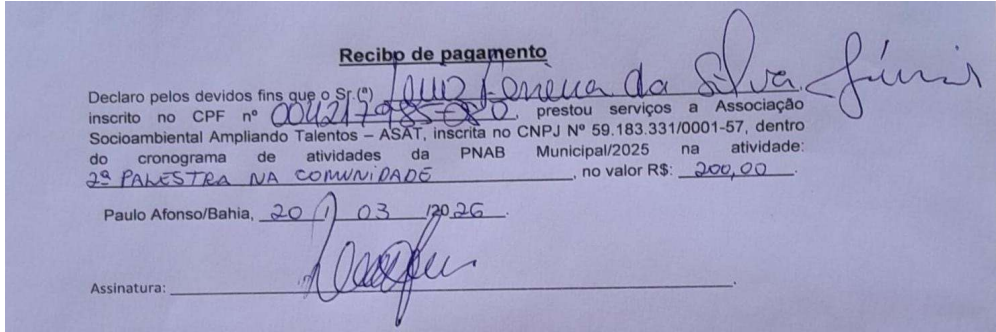 Recibo de pagamento
Declaro pelos devidos fins que o Sr.(ª) Ferreira da Silva Júnior
inscrito no CPF nº , prestou serviços a Associação
Socioambiental Ampliando Talentos – ASAT, inscrita no CNPJ Nº 59.183.331/0001-57, dentro
do cronograma de atividades da PNAB Municipal/2025 na atividade:
2ª PALESTRA NA COMUNIDADE, no valor R$: 200,00.
Paulo Afonso/Bahia, 20 / 03 /2026.
Assinatura: